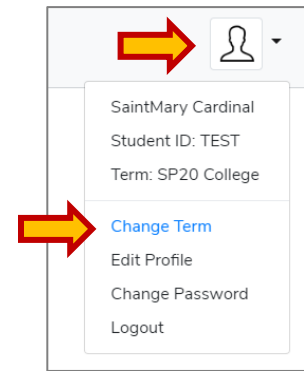 SaintMary Cardinal
Student ID: TEST
Term: SP20 College
Change Term
Edit Profile
Change Password
Logout